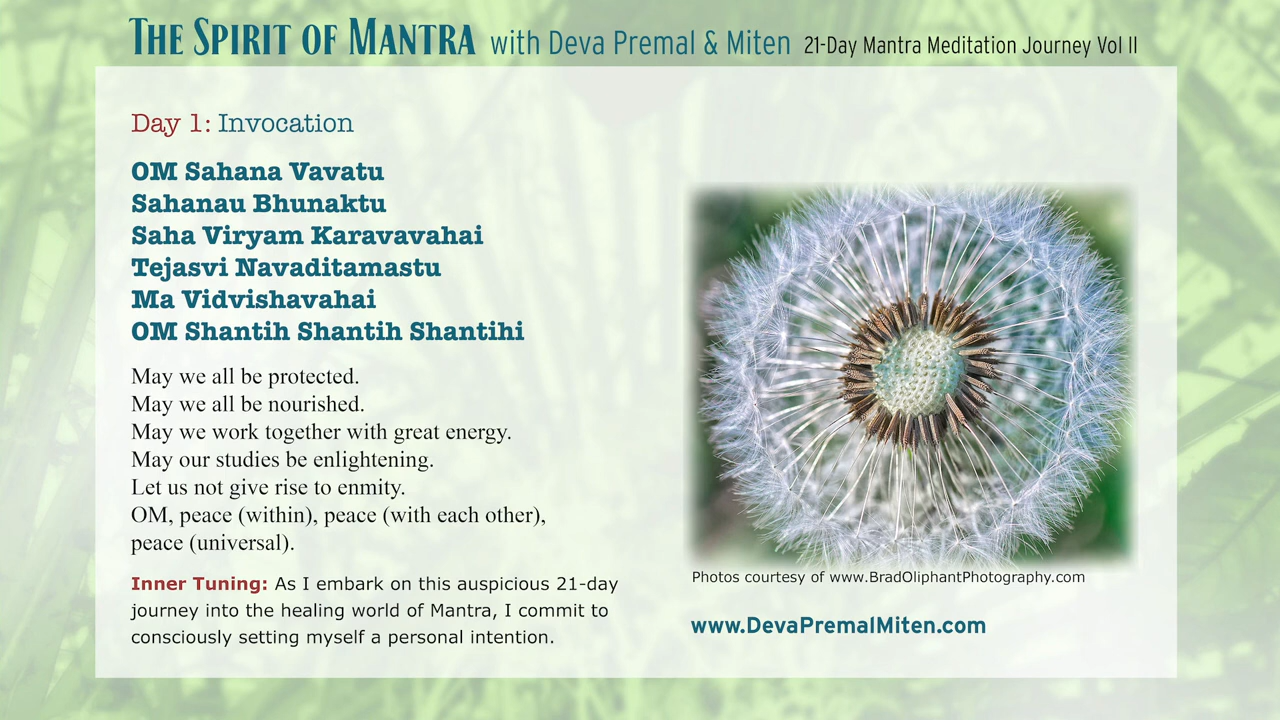 The Spirit of Mantra with Deva Premal & Miten 21-Day Mantra Meditation Journey Vol II
Day 1: Invocation
OM Sahana Vavatu
Sahanau Bhunaktu
Saha Viryam Karavavahai
Tejasvi Navaditamastu
Ma Vidvishavahai
OM Shantih Shantih Shantihi
May we all be protected.
May we all be nourished.
May we work together with great energy.
May our studies be enlightening.
Let us not give rise to enmity.
OM, peace (within), peace (with each other),
peace (universal).
Inner Tuning: As I embark on this auspicious 21-day
journey into the healing world of Mantra, I commit to
consciously setting myself a personal intention.
Photos courtesy of www.BradOliphantPhotography.com
www.DevaPremalMiten.com